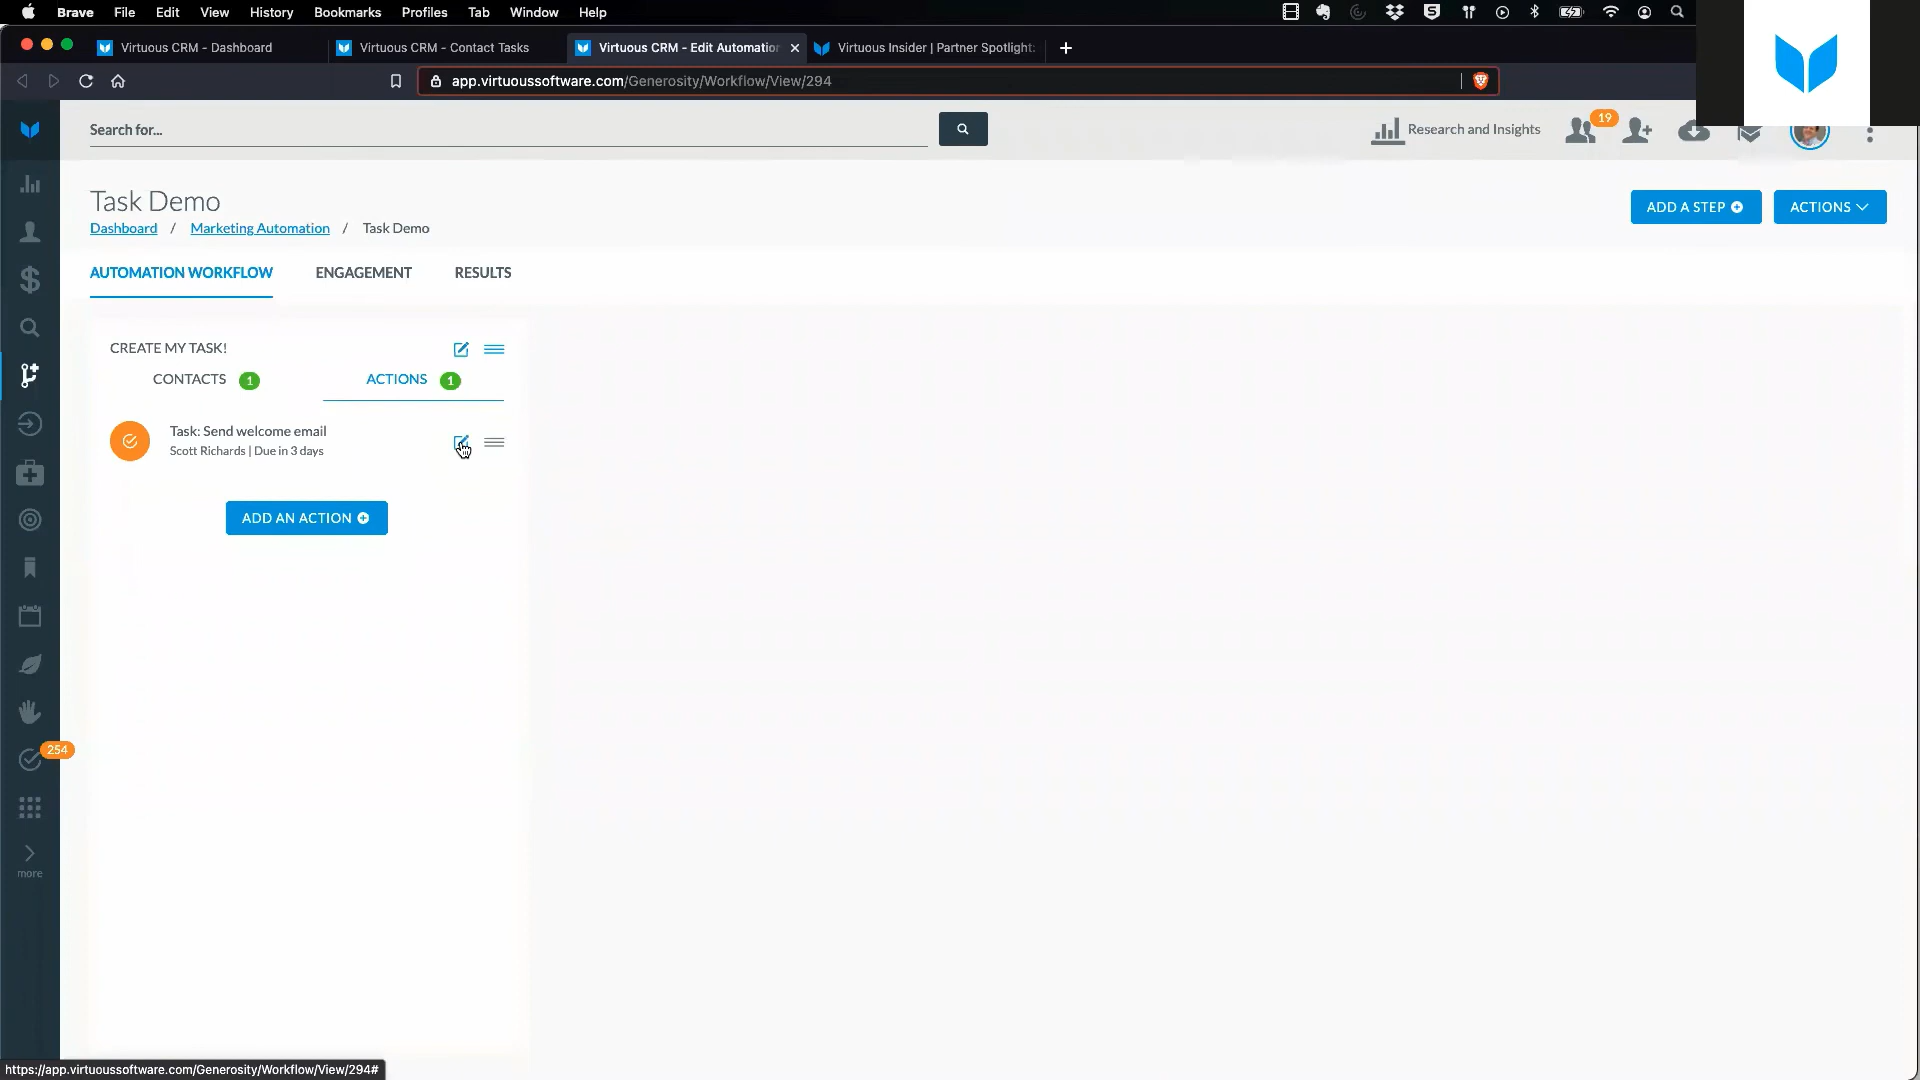 Brave File Edit View History Bookmarks Profiles Tab Window Help
Virtuous CRM - Dashboard
Virtuous CRM - Contact Tasks
Virtuous CRM - Edit Automation
Virtuous Insider | Partner Spotlight:
app.virtuoussoftware.com/Generosity/Workflow/View/294
Search for...
Research and Insights
19
Task Demo
Dashboard / Marketing Automation / Task Demo
ADD A STEP
ACTIONS
AUTOMATION WORKFLOW
ENGAGEMENT
RESULTS
CREATE MY TASK!
CONTACTS 1
ACTIONS 1
Task: Send welcome email
Scott Richards | Due in 3 days
ADD AN ACTION
254
more
https://app.virtuoussoftware.com/Generosity/Workflow/View/294#